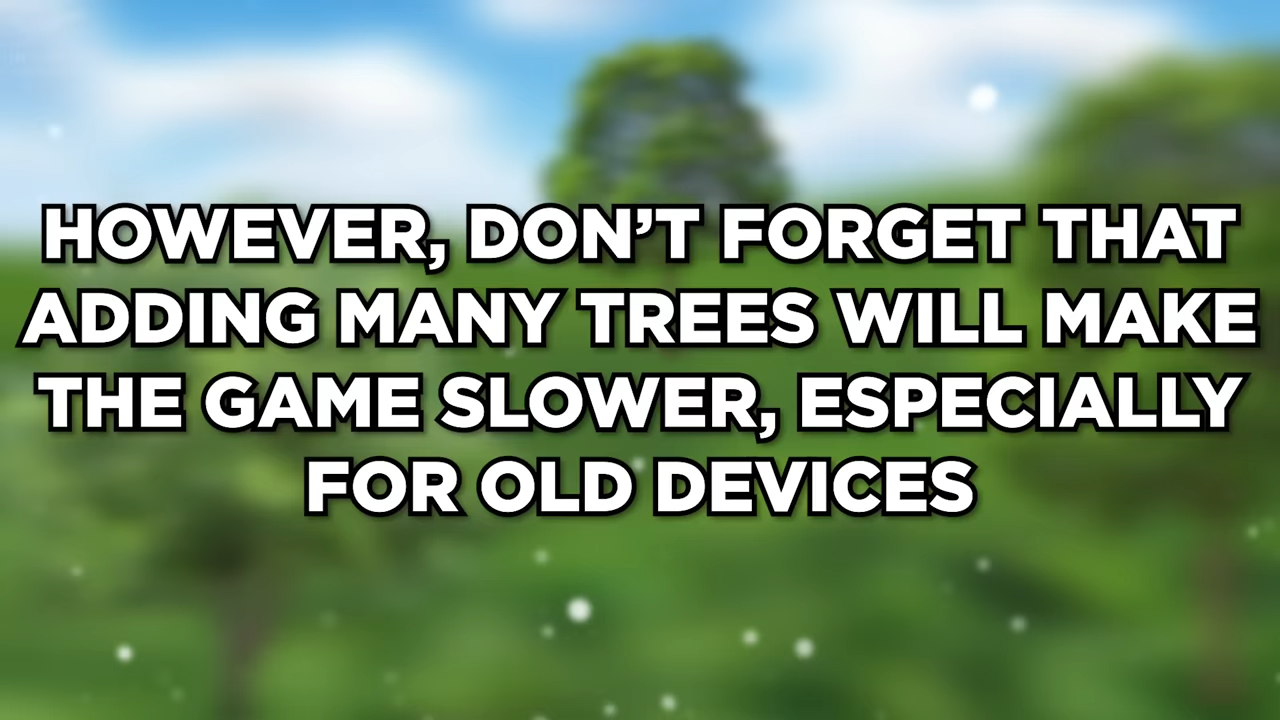 HOWEVER, DON’T FORGET THAT
ADDING MANY TREES WILL MAKE
THE GAME SLOWER, ESPECIALLY
FOR OLD DEVICES